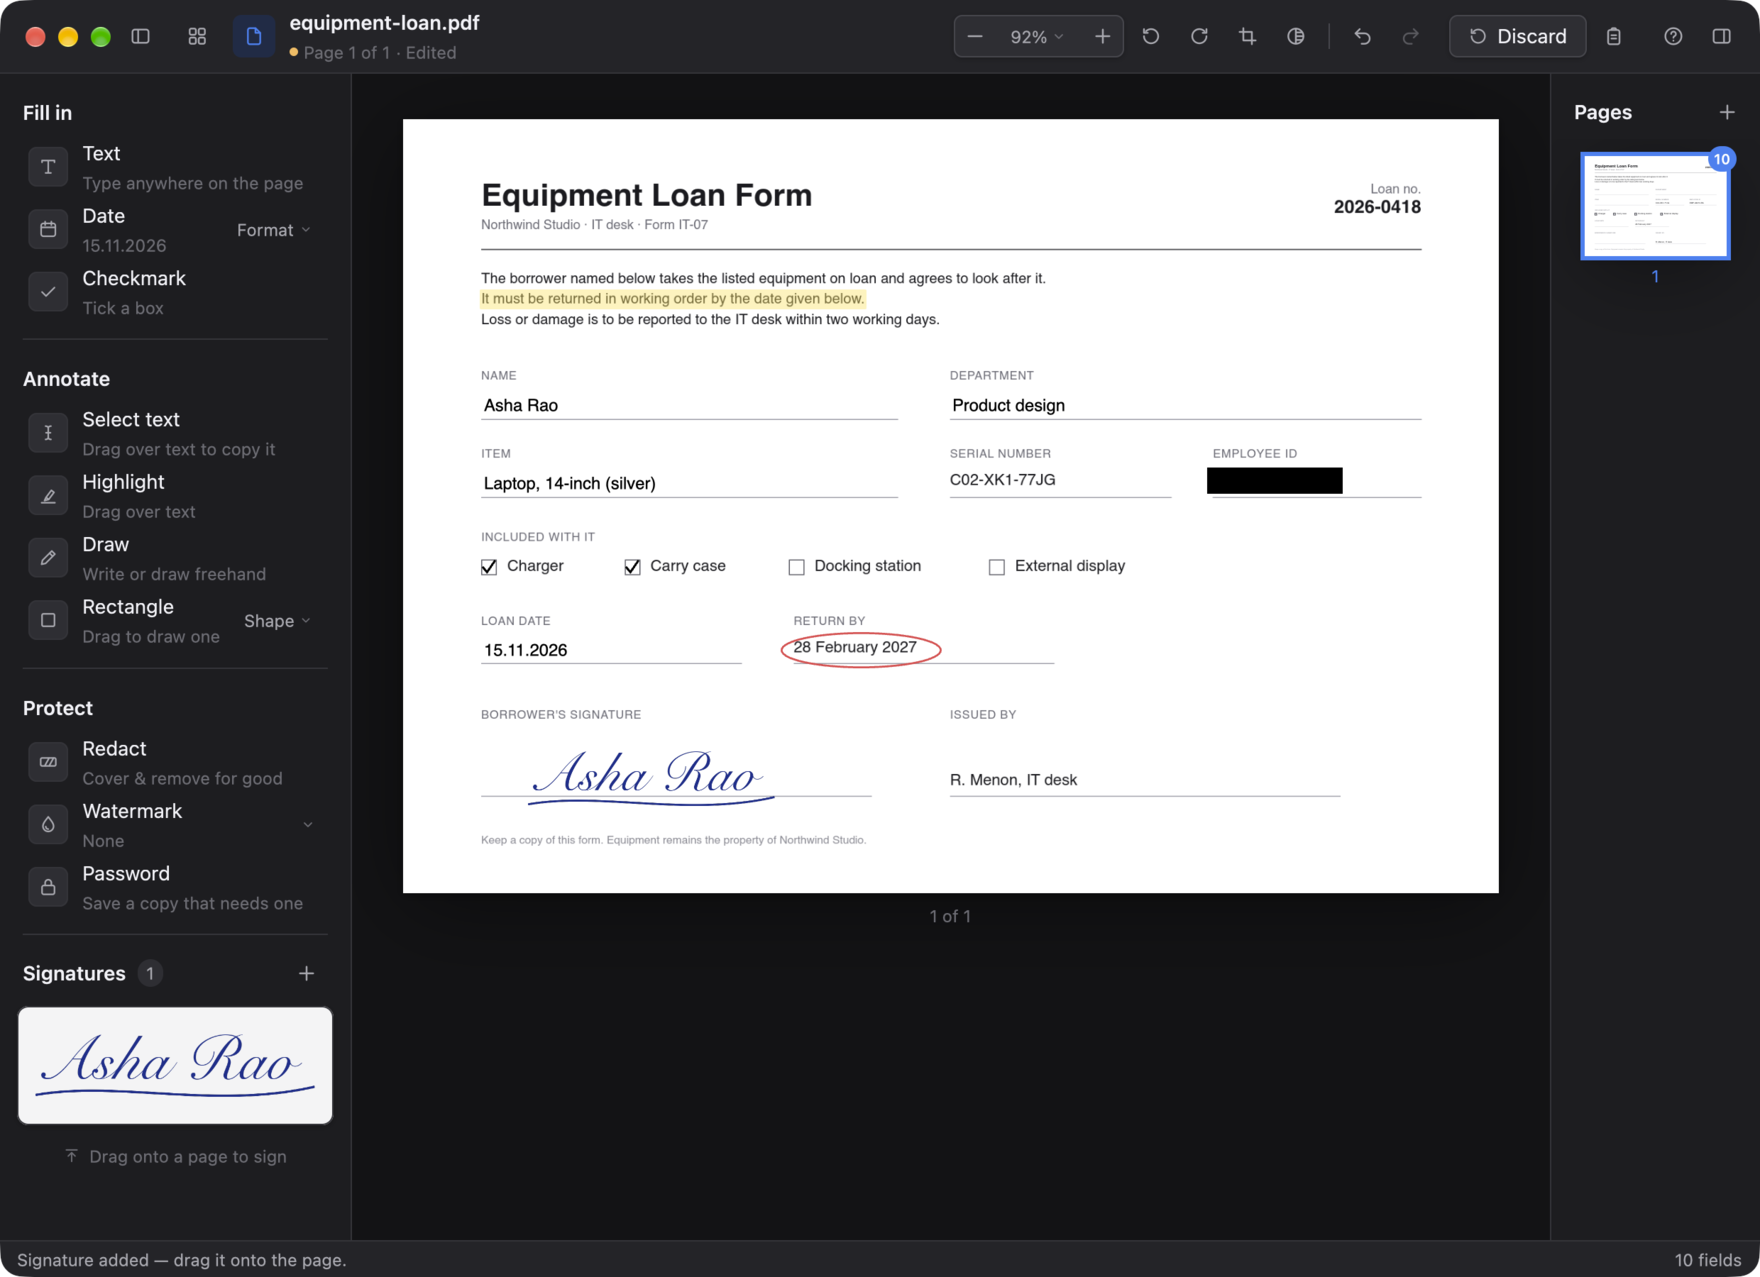 equipment-loan.pdf
Page 1 of 1 · Edited
92%
Discard
Fill in
Text
Type anywhere on the page
Date
15.11.2026
Format
Checkmark
Tick a box
Annotate
Select text
Drag over text to copy it
Highlight
Drag over text
Draw
Write or draw freehand
Rectangle
Drag to draw one
Shape
Protect
Redact
Cover & remove for good
Watermark
None
Password
Save a copy that needs one
Signatures 1
Asha Rao
Drag onto a page to sign
Equipment Loan Form
Northwind Studio · IT desk · Form IT-07
Loan no.
2026-0418
The borrower named below takes the listed equipment on loan and agrees to look after it.
It must be returned in working order by the date given below.
Loss or damage is to be reported to the IT desk within two working days.
NAME
Asha Rao
DEPARTMENT
Product design
ITEM
Laptop, 14-inch (silver)
SERIAL NUMBER
C02-XK1-77JG
EMPLOYEE ID
INCLUDED WITH IT
Charger
Carry case
Docking station
External display
LOAN DATE
15.11.2026
RETURN BY
28 February 2027
BORROWER'S SIGNATURE
Asha Rao
ISSUED BY
R. Menon, IT desk
Keep a copy of this form. Equipment remains the property of Northwind Studio.
1 of 1
Pages
10
Equipment Loan Form
1
Signature added — drag it onto the page.
10 fields